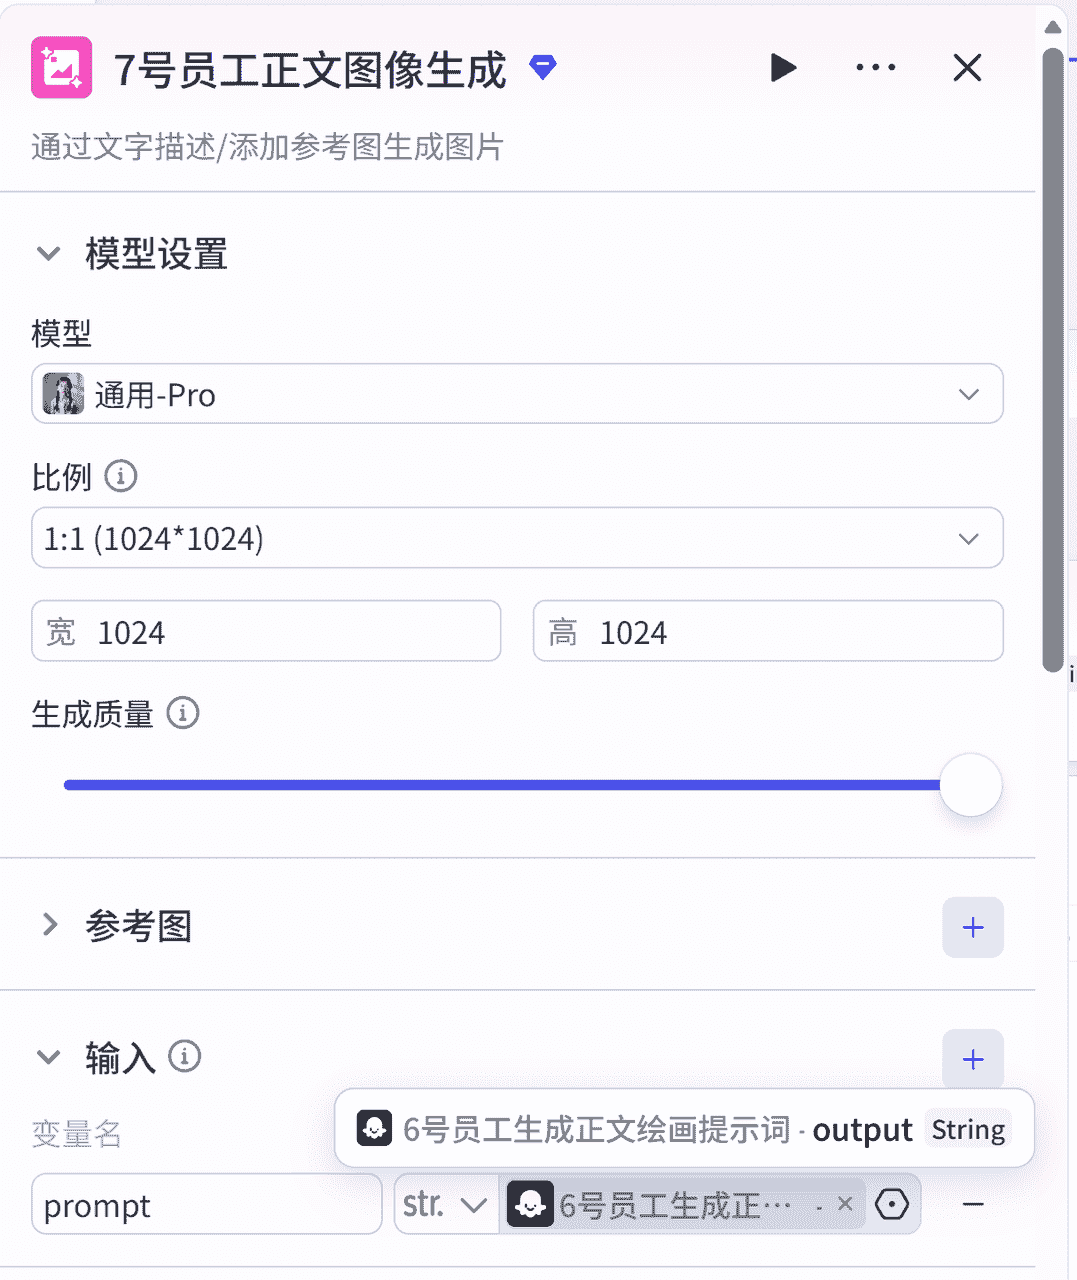 7号员工正文图像生成
通过文字描述/添加参考图生成图片
模型设置
模型
通用-Pro
比例
1:1 (1024*1024)
宽 1024 高 1024
生成质量
参考图
输入
变量名
6号员工生成正文绘画提示词 - output String
prompt str. 6号员工生成正… -